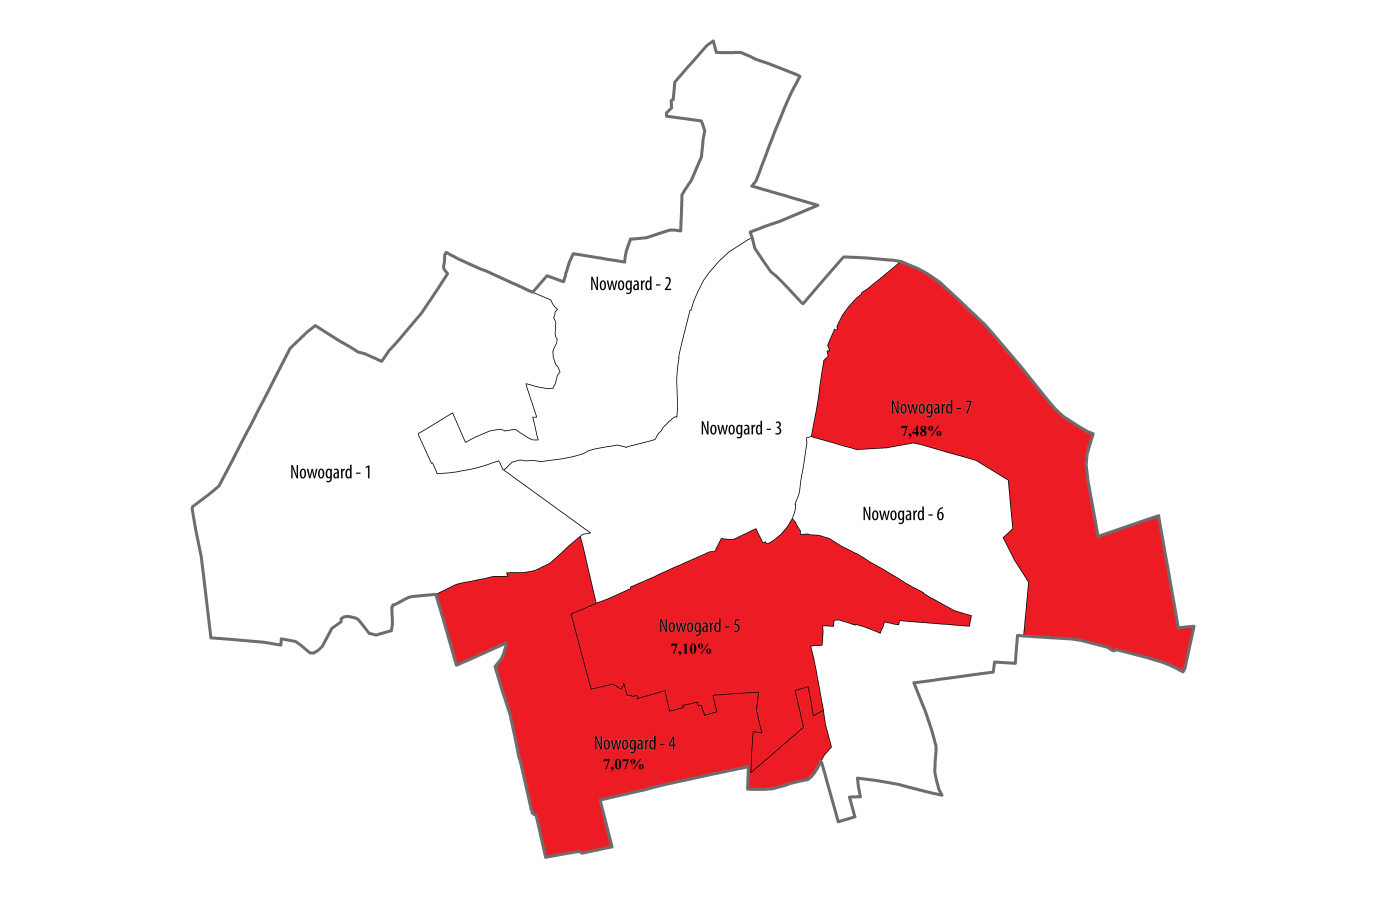 Nowogard - 2
Nowogard - 7
7,48%
Nowogard - 3
Nowogard - 1
Nowogard - 6
Nowogard - 5
7,10%
Nowogard - 4
7,07%